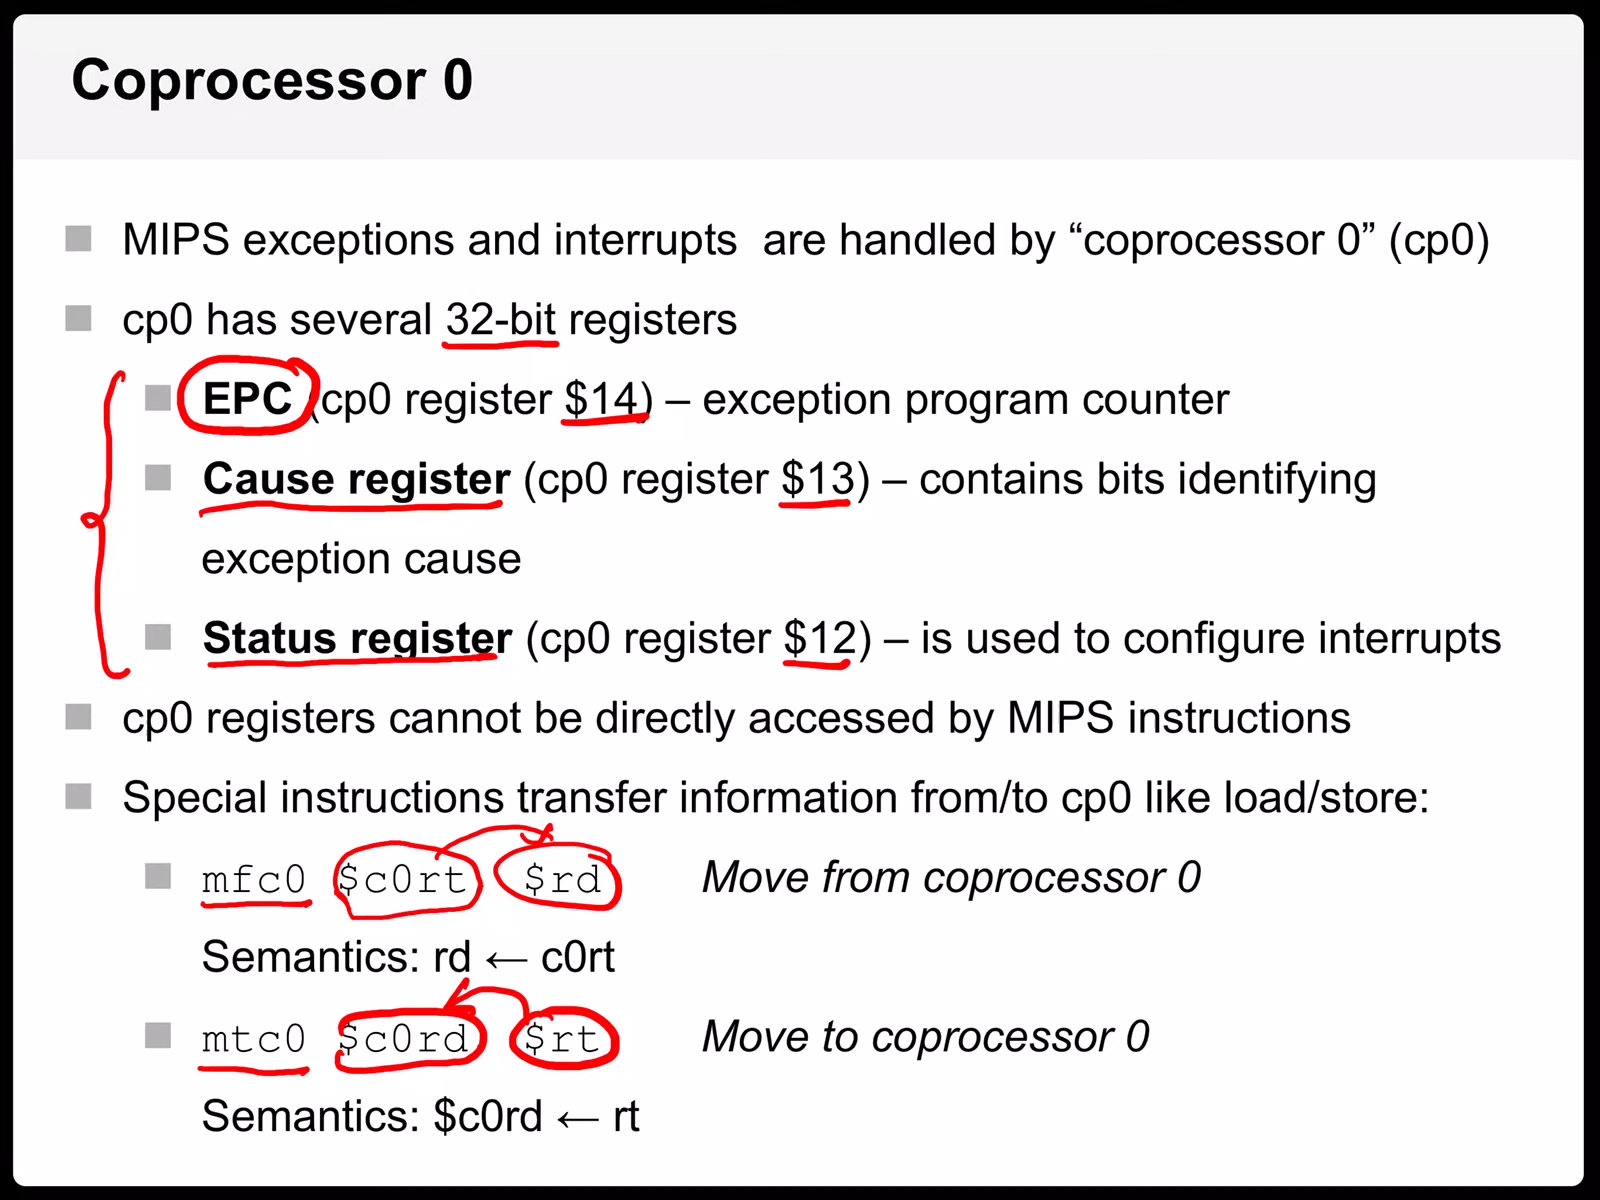 Coprocessor 0
MIPS exceptions and interrupts  are handled by “coprocessor 0” (cp0)
cp0 has several 32-bit registers
EPC (cp0 register $14) – exception program counter
Cause register (cp0 register $13) – contains bits identifying
exception cause
Status register (cp0 register $12) – is used to configure interrupts
cp0 registers cannot be directly accessed by MIPS instructions
Special instructions transfer information from/to cp0 like load/store:
mfc0 $c0rt $rd Move from coprocessor 0
Semantics: rd ← c0rt
mtc0 $c0rd $rt Move to coprocessor 0
Semantics: $c0rd ← rt